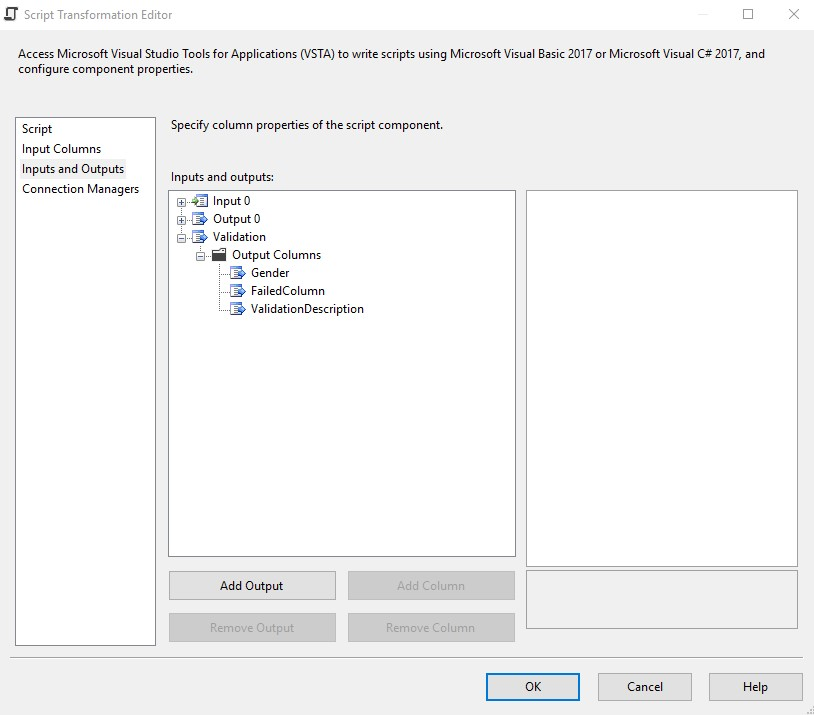 Script Transformation Editor
Access Microsoft Visual Studio Tools for Applications (VSTA) to write scripts using Microsoft Visual Basic 2017 or Microsoft Visual C# 2017, and
configure component properties.
Script
Input Columns
Inputs and Outputs
Connection Managers
Specify column properties of the script component.
Inputs and outputs:
Input 0
Output 0
Validation
Output Columns
Gender
FailedColumn
ValidationDescription
Add Output
Add Column
Remove Output
Remove Column
OK
Cancel
Help